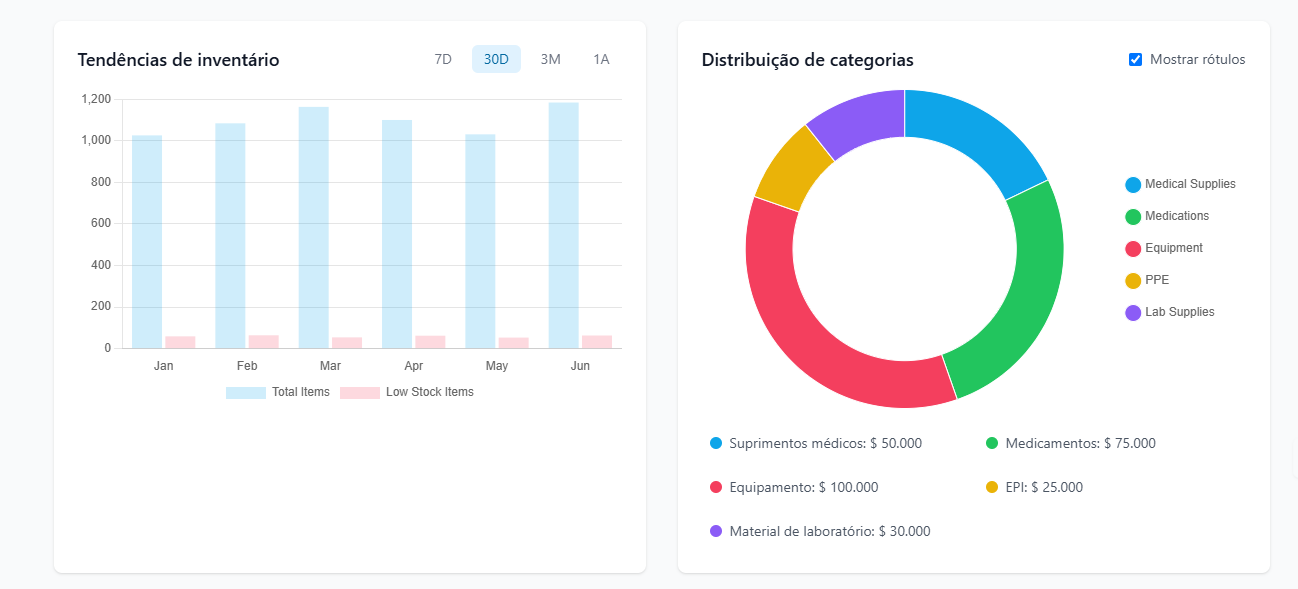 Tendências de inventário
7D 30D 3M 1A
1,200
1,000
800
600
400
200
0
Jan Feb Mar Apr May Jun
Total Items Low Stock Items
Distribuição de categorias
Mostrar rótulos
Medical Supplies
Medications
Equipment
PPE
Lab Supplies
Suprimentos médicos: $ 50.000 Medicamentos: $ 75.000
Equipamento: $ 100.000 EPI: $ 25.000
Material de laboratório: $ 30.000